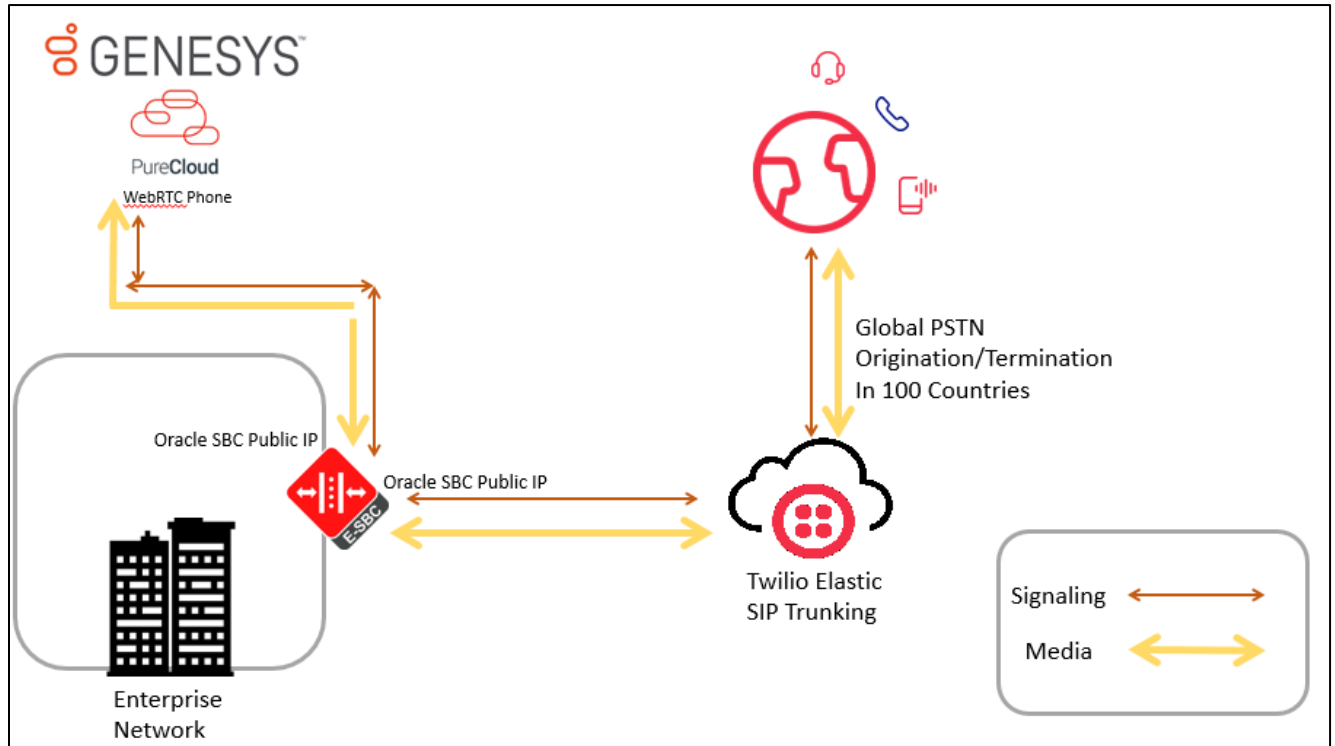 GENESYS™
PureCloud
WebRTC Phone
Global PSTN
Origination/Termination
In 100 Countries
Oracle SBC Public IP
Oracle SBC Public IP
E-SBC
Twilio Elastic
SIP Trunking
Signaling
Media
Enterprise
Network